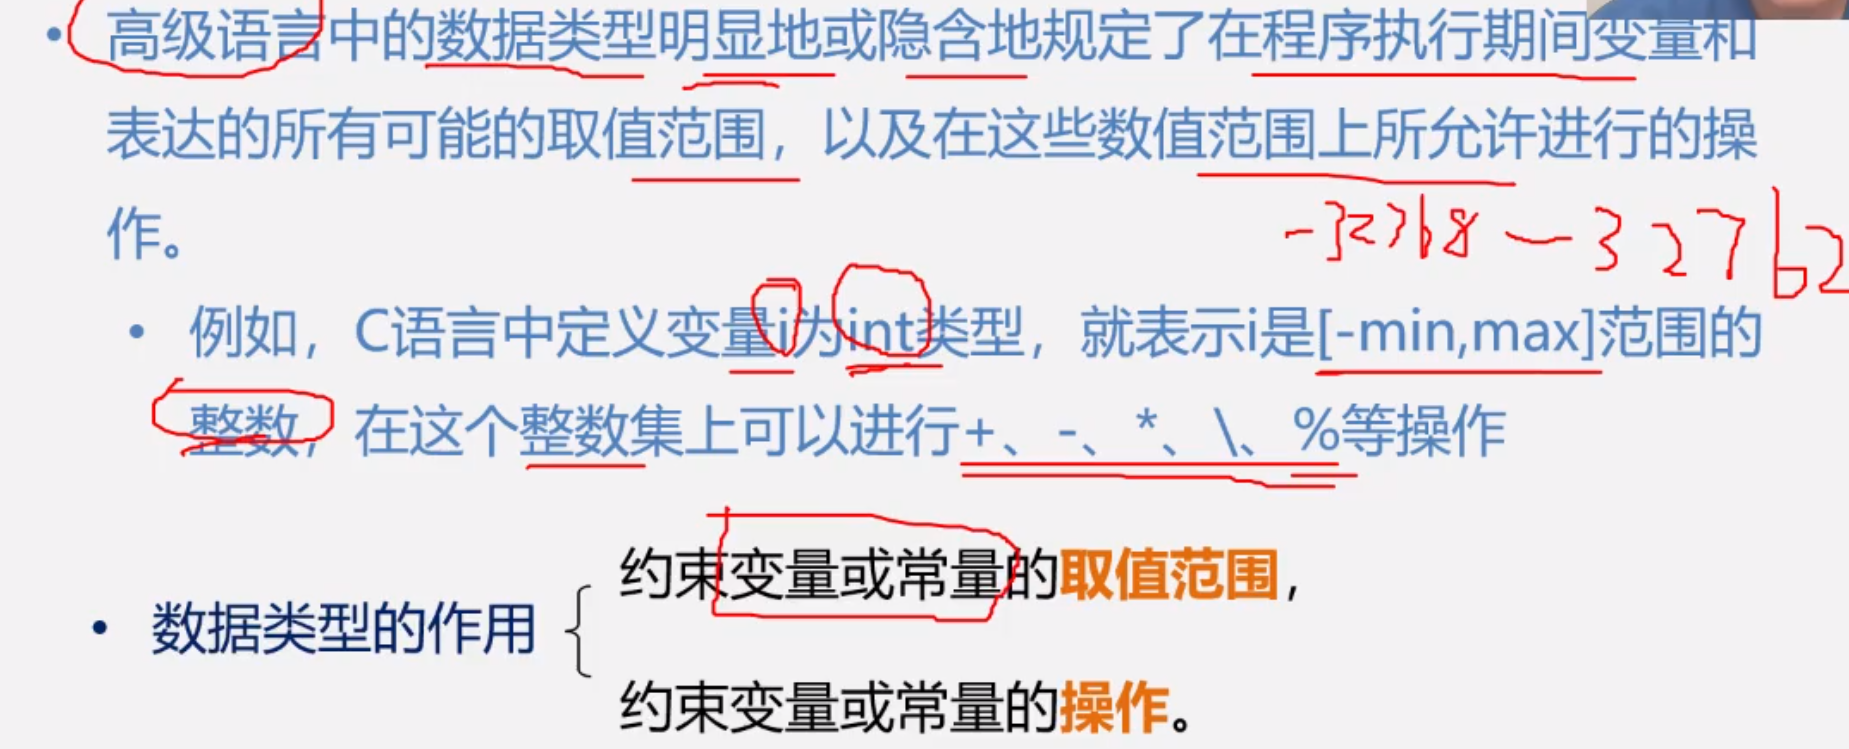 • 高级语言中的数据类型明显地或隐含地规定了在程序执行期间变量和
表达的所有可能的取值范围，以及在这些数值范围上所允许进行的操
作。
-32768 — 32762
• 例如，C语言中定义变量i为int类型，就表示i是[-min,max]范围的
整数，在这个整数集上可以进行+、-、*、\、%等操作
约束变量或常量的取值范围，
• 数据类型的作用
约束变量或常量的操作。